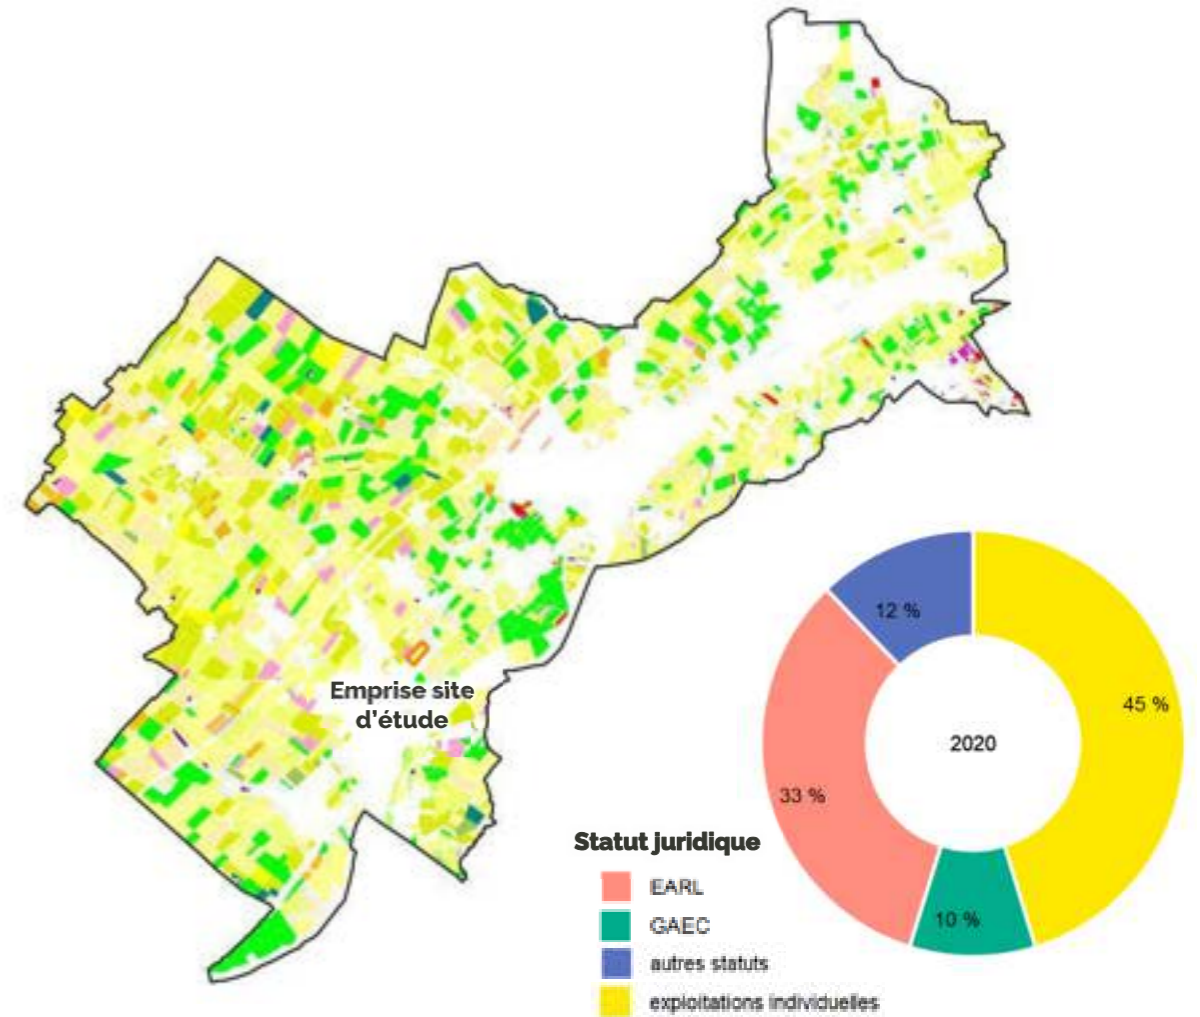 Emprise site
d'étude
12 %
45 %
2020
33 %
10 %
Statut juridique
EARL
GAEC
autres statuts
exploitations individuelles